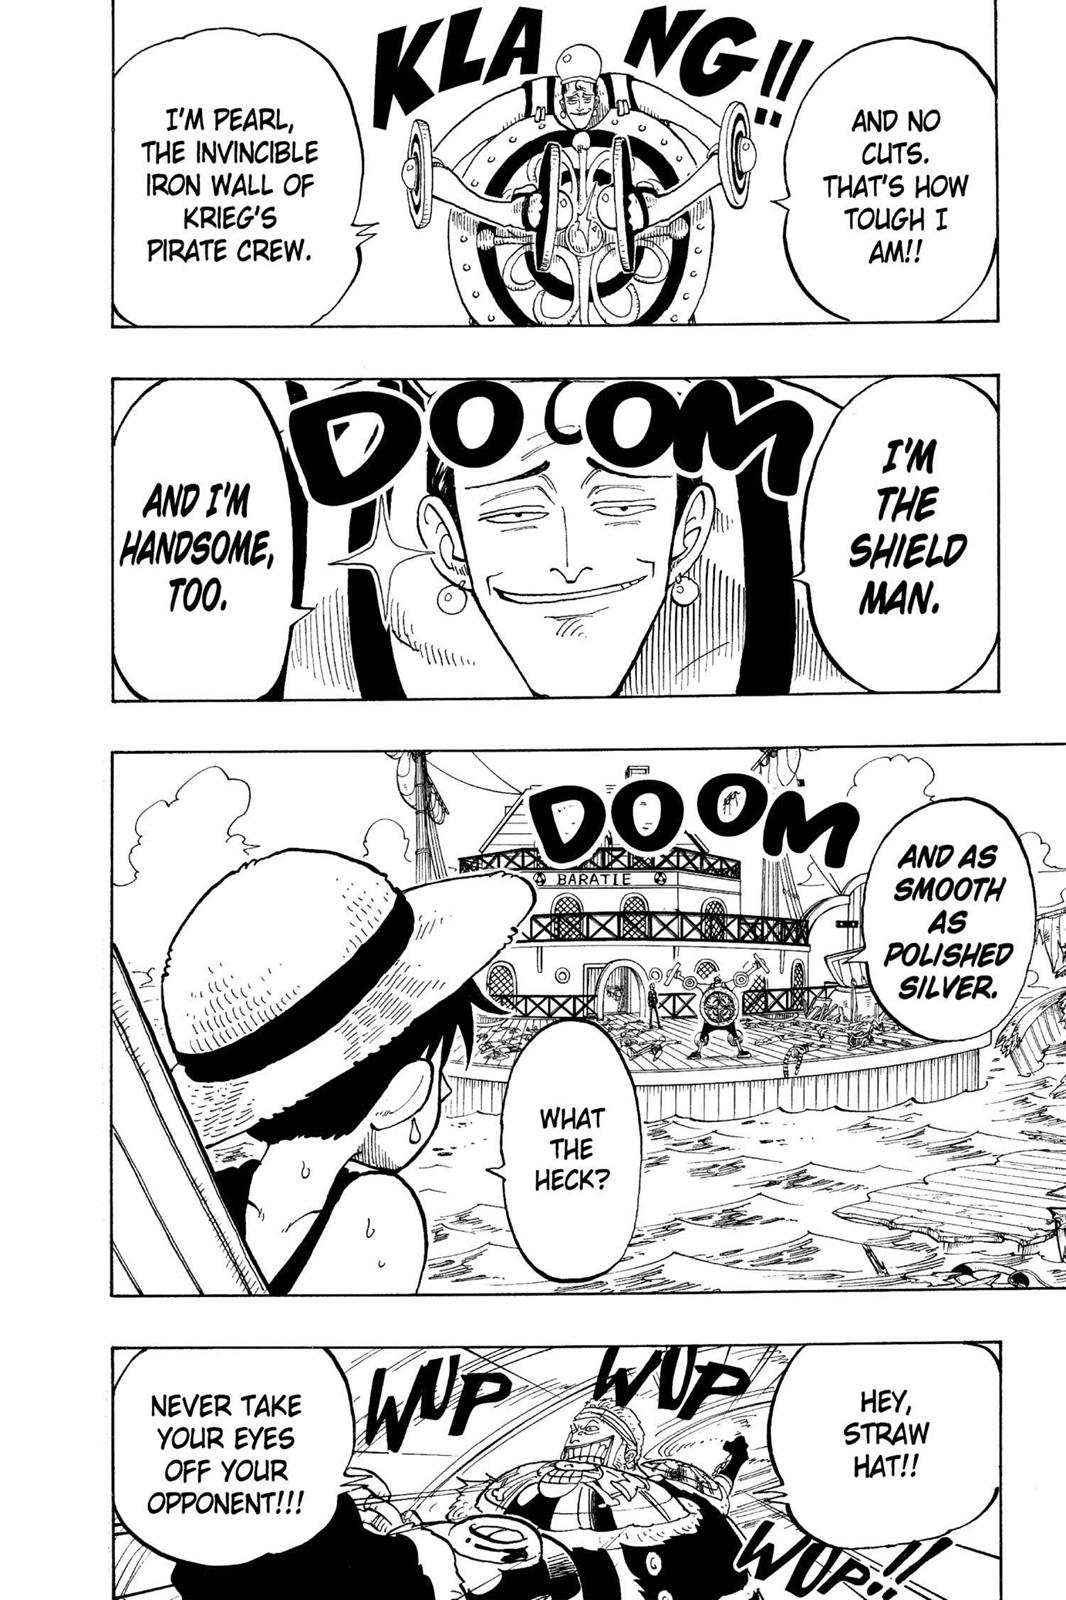 KLANG!!
AND NO
CUTS.
THAT'S HOW
TOUGH I
AM!!
I'M PEARL,
THE INVINCIBLE
IRON WALL OF
KRIEG'S
PIRATE CREW.
DOOM
I'M
THE
SHIELD
MAN.
AND I'M
HANDSOME,
TOO.
DOOM
AND AS
SMOOTH
AS
POLISHED
SILVER.
BARATIE
WHAT
THE
HECK?
HEY,
STRAW
HAT!!
WUP
WUP
NEVER TAKE
YOUR EYES
OFF YOUR
OPPONENT!!!
WUP!!